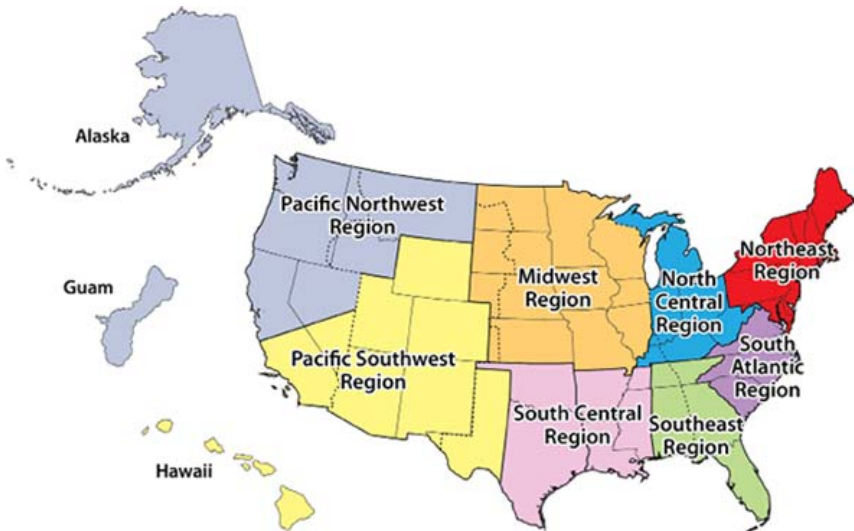 Alaska
Pacific Northwest
Region
Guam
Midwest
Region
Northeast
Region
North
Central
Region
Pacific Southwest
Region
South
Atlantic
Region
South Central
Region
Southeast
Region
Hawaii